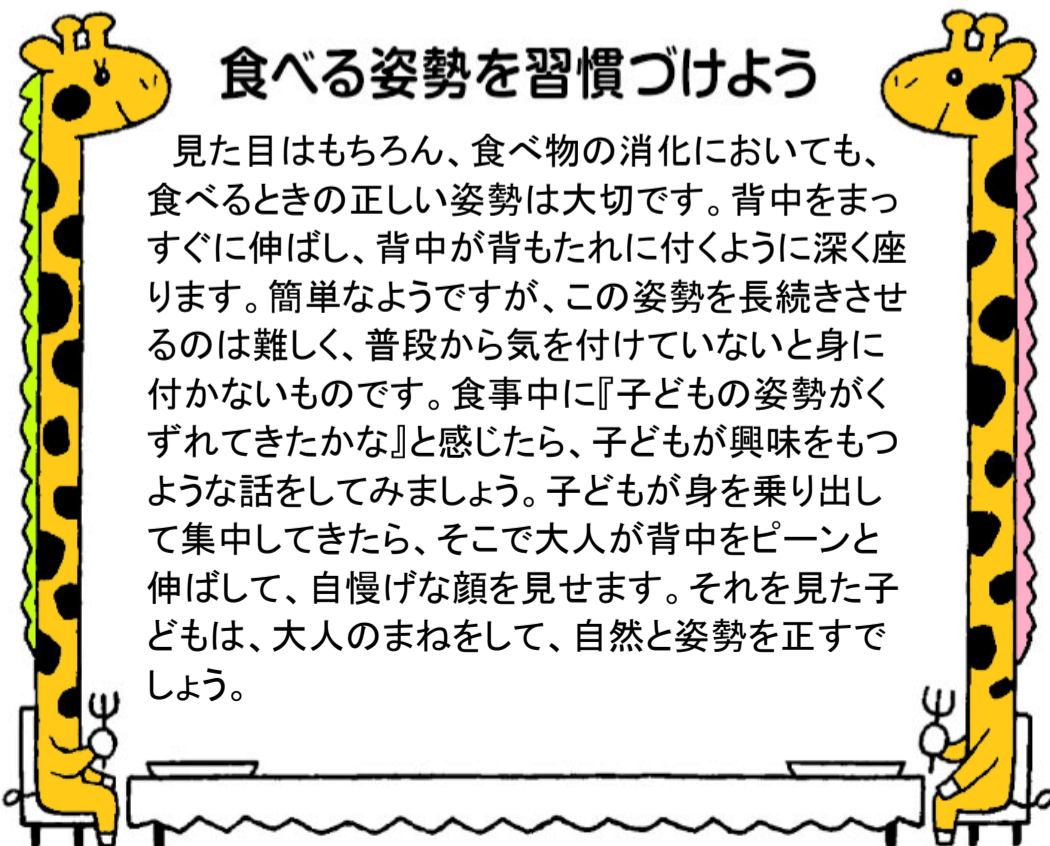 食べる姿勢を習慣づけよう
見た目はもちろん、食べ物の消化においても、
食べるときの正しい姿勢は大切です。背中をまっ
すぐに伸ばし、背中が背もたれに付くように深く座
ります。簡単なようですが、この姿勢を長続きさせ
るのは難しく、普段から気を付けていないと身に
付かないものです。食事中に『子どもの姿勢がく
ずれてきたかな』と感じたら、子どもが興味をもつ
ような話をしてみましょう。子どもが身を乗り出し
て集中してきたら、そこで大人が背中をピーンと
伸ばして、自慢げな顔を見せます。それを見た子
どもは、大人のまねをして、自然と姿勢を正すで
しょう。